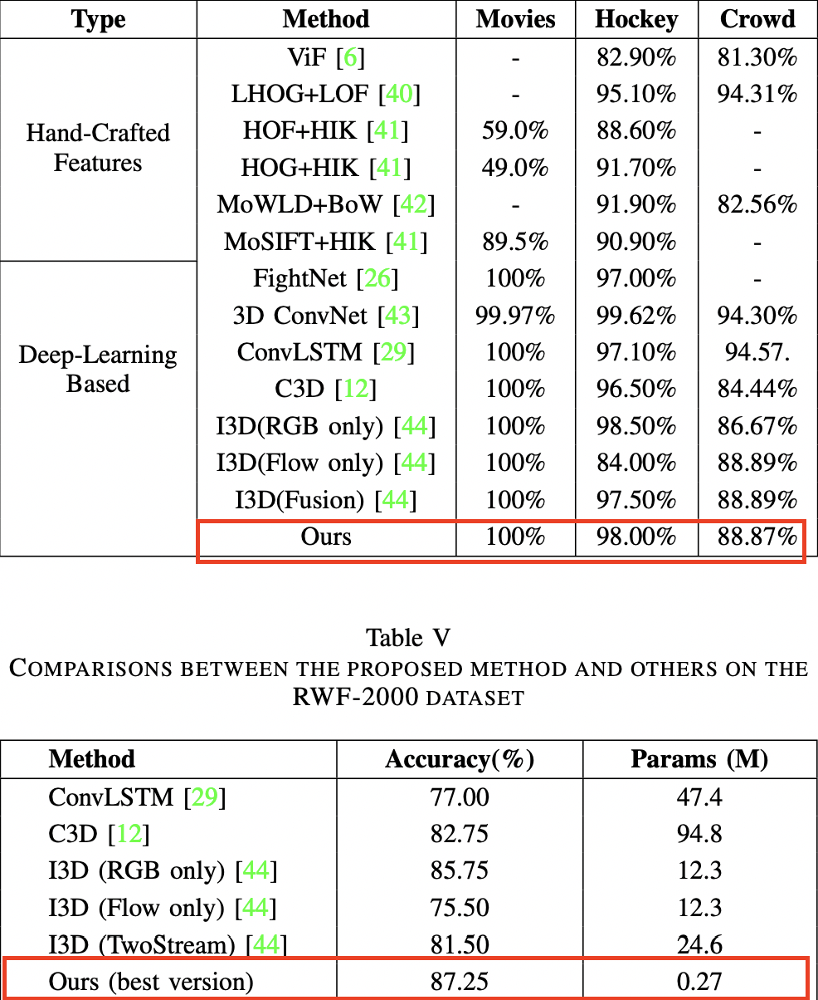 Type Method Movies Hockey Crowd
Hand-Crafted Features
ViF [6] - 82.90% 81.30%
LHOG+LOF [40] - 95.10% 94.31%
HOF+HIK [41] 59.0% 88.60% -
HOG+HIK [41] 49.0% 91.70% -
MoWLD+BoW [42] - 91.90% 82.56%
MoSIFT+HIK [41] 89.5% 90.90% -
Deep-Learning Based
FightNet [26] 100% 97.00% -
3D ConvNet [43] 99.97% 99.62% 94.30%
ConvLSTM [29] 100% 97.10% 94.57.
C3D [12] 100% 96.50% 84.44%
I3D(RGB only) [44] 100% 98.50% 86.67%
I3D(Flow only) [44] 100% 84.00% 88.89%
I3D(Fusion) [44] 100% 97.50% 88.89%
Ours 100% 98.00% 88.87%
Table V
COMPARISONS BETWEEN THE PROPOSED METHOD AND OTHERS ON THE
RWF-2000 DATASET
Method Accuracy(%) Params (M)
ConvLSTM [29] 77.00 47.4
C3D [12] 82.75 94.8
I3D (RGB only) [44] 85.75 12.3
I3D (Flow only) [44] 75.50 12.3
I3D (TwoStream) [44] 81.50 24.6
Ours (best version) 87.25 0.27